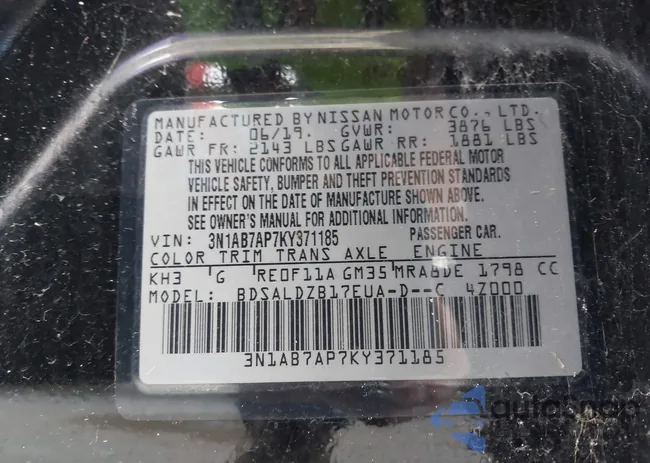 MANUFACTURED BY NISSAN MOTOR CO., LTD.
DATE: 06/19. GVWR: 3876 LBS
GAWR FR: 2143 LBS GAWR RR: 1881 LBS
THIS VEHICLE CONFORMS TO ALL APPLICABLE FEDERAL MOTOR
VEHICLE SAFETY, BUMPER AND THEFT PREVENTION STANDARDS
IN EFFECT ON THE DATE OF MANUFACTURE SHOWN ABOVE.
SEE OWNER'S MANUAL FOR ADDITIONAL INFORMATION.
VIN: 3N1AB7AP7KY371185 PASSENGER CAR.
COLOR TRIM TRANS AXLE ENGINE
KH3 'G RE0F11A GM35 MRA8DE 1798 CC
MODEL: BDSALDZB17EUA-D--C 4Z000
3N1AB7AP7KY371185
autosnap